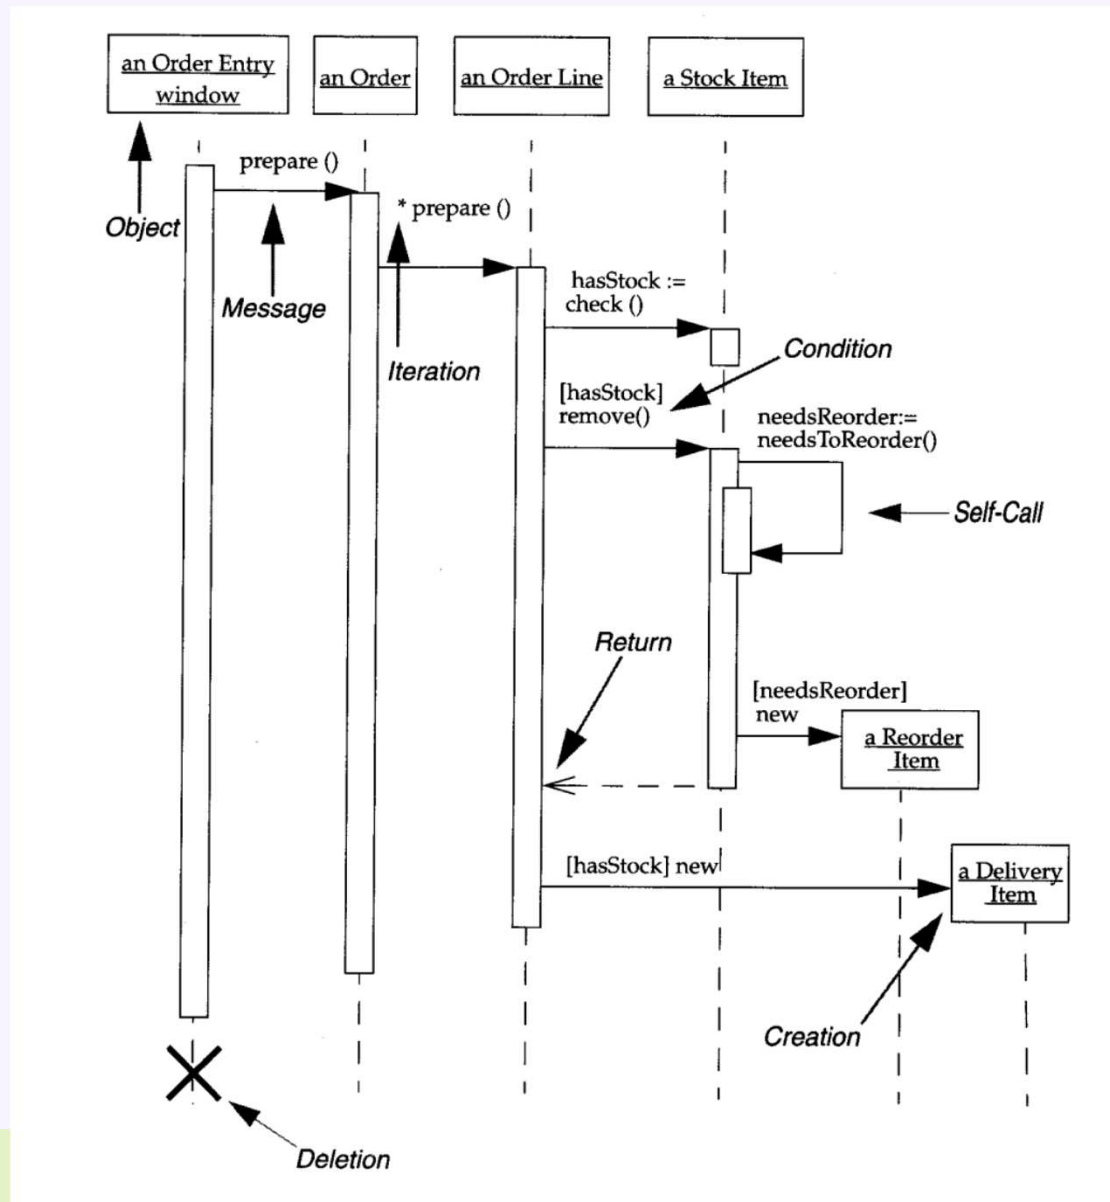 an Order Entry
window
an Order
an Order Line
a Stock Item
prepare ()
* prepare ()
Object
Message
Iteration
hasStock :=
check ()
Condition
[hasStock]
remove()
needsReorder:=
needsToReorder()
Self-Call
Return
[needsReorder]
new
a Reorder
Item
[hasStock] new
a Delivery
Item
Creation
Deletion